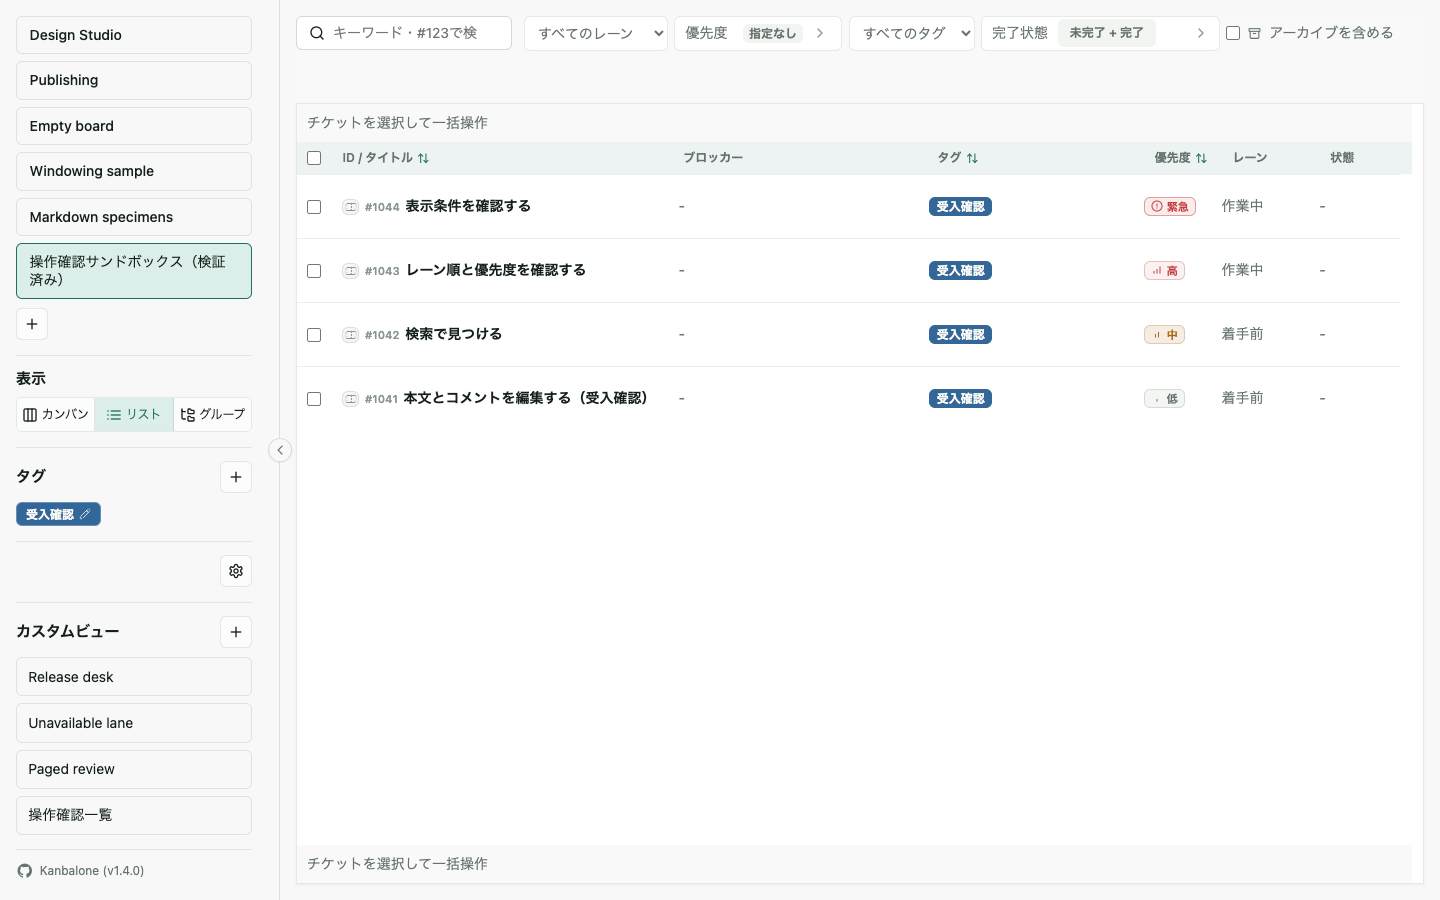 Design Studio
Publishing
Empty board
Windowing sample
Markdown specimens
操作確認サンドボックス（検証
済み）
表示
カンバン リスト グループ
タグ
受入確認
カスタムビュー
Release desk
Unavailable lane
Paged review
操作確認一覧
Kanbalone (v1.4.0)
キーワード・#123で検 すべてのレーン 優先度 指定なし すべてのタグ 完了状態 未完了 + 完了 アーカイブを含める
チケットを選択して一括操作
ID / タイトル ブロッカー タグ 優先度 レーン 状態
#1044 表示条件を確認する - 受入確認 緊急 作業中 -
#1043 レーン順と優先度を確認する - 受入確認 高 作業中 -
#1042 検索で見つける - 受入確認 中 着手前 -
#1041 本文とコメントを編集する（受入確認） - 受入確認 低 着手前 -
チケットを選択して一括操作